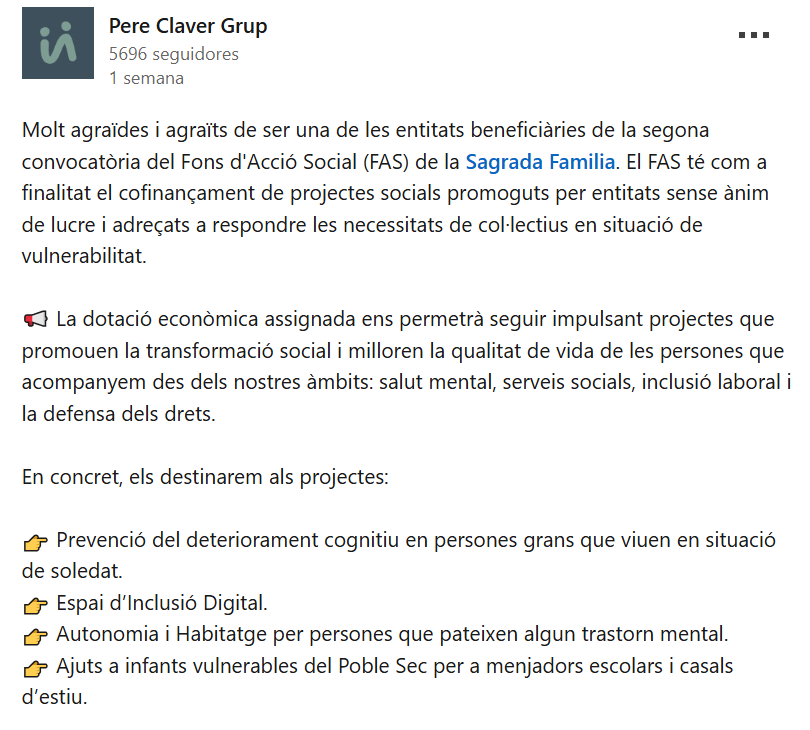 Pere Claver Grup
5696 seguidores
1 semana
Molt agraïdes i agraïts de ser una de les entitats beneficiàries de la segona
convocatòria del Fons d'Acció Social (FAS) de la Sagrada Familia. El FAS té com a
finalitat el cofinançament de projectes socials promoguts per entitats sense ànim
de lucre i adreçats a respondre les necessitats de col·lectius en situació de
vulnerabilitat.
📢 La dotació econòmica assignada ens permetrà seguir impulsant projectes que
promouen la transformació social i milloren la qualitat de vida de les persones que
acompanyem des dels nostres àmbits: salut mental, serveis socials, inclusió laboral i
la defensa dels drets.
En concret, els destinarem als projectes:
👉 Prevenció del deteriorament cognitiu en persones grans que viuen en situació
de soledat.
👉 Espai d’Inclusió Digital.
👉 Autonomia i Habitatge per persones que pateixen algun trastorn mental.
👉 Ajuts a infants vulnerables del Poble Sec per a menjadors escolars i casals
d’estiu.